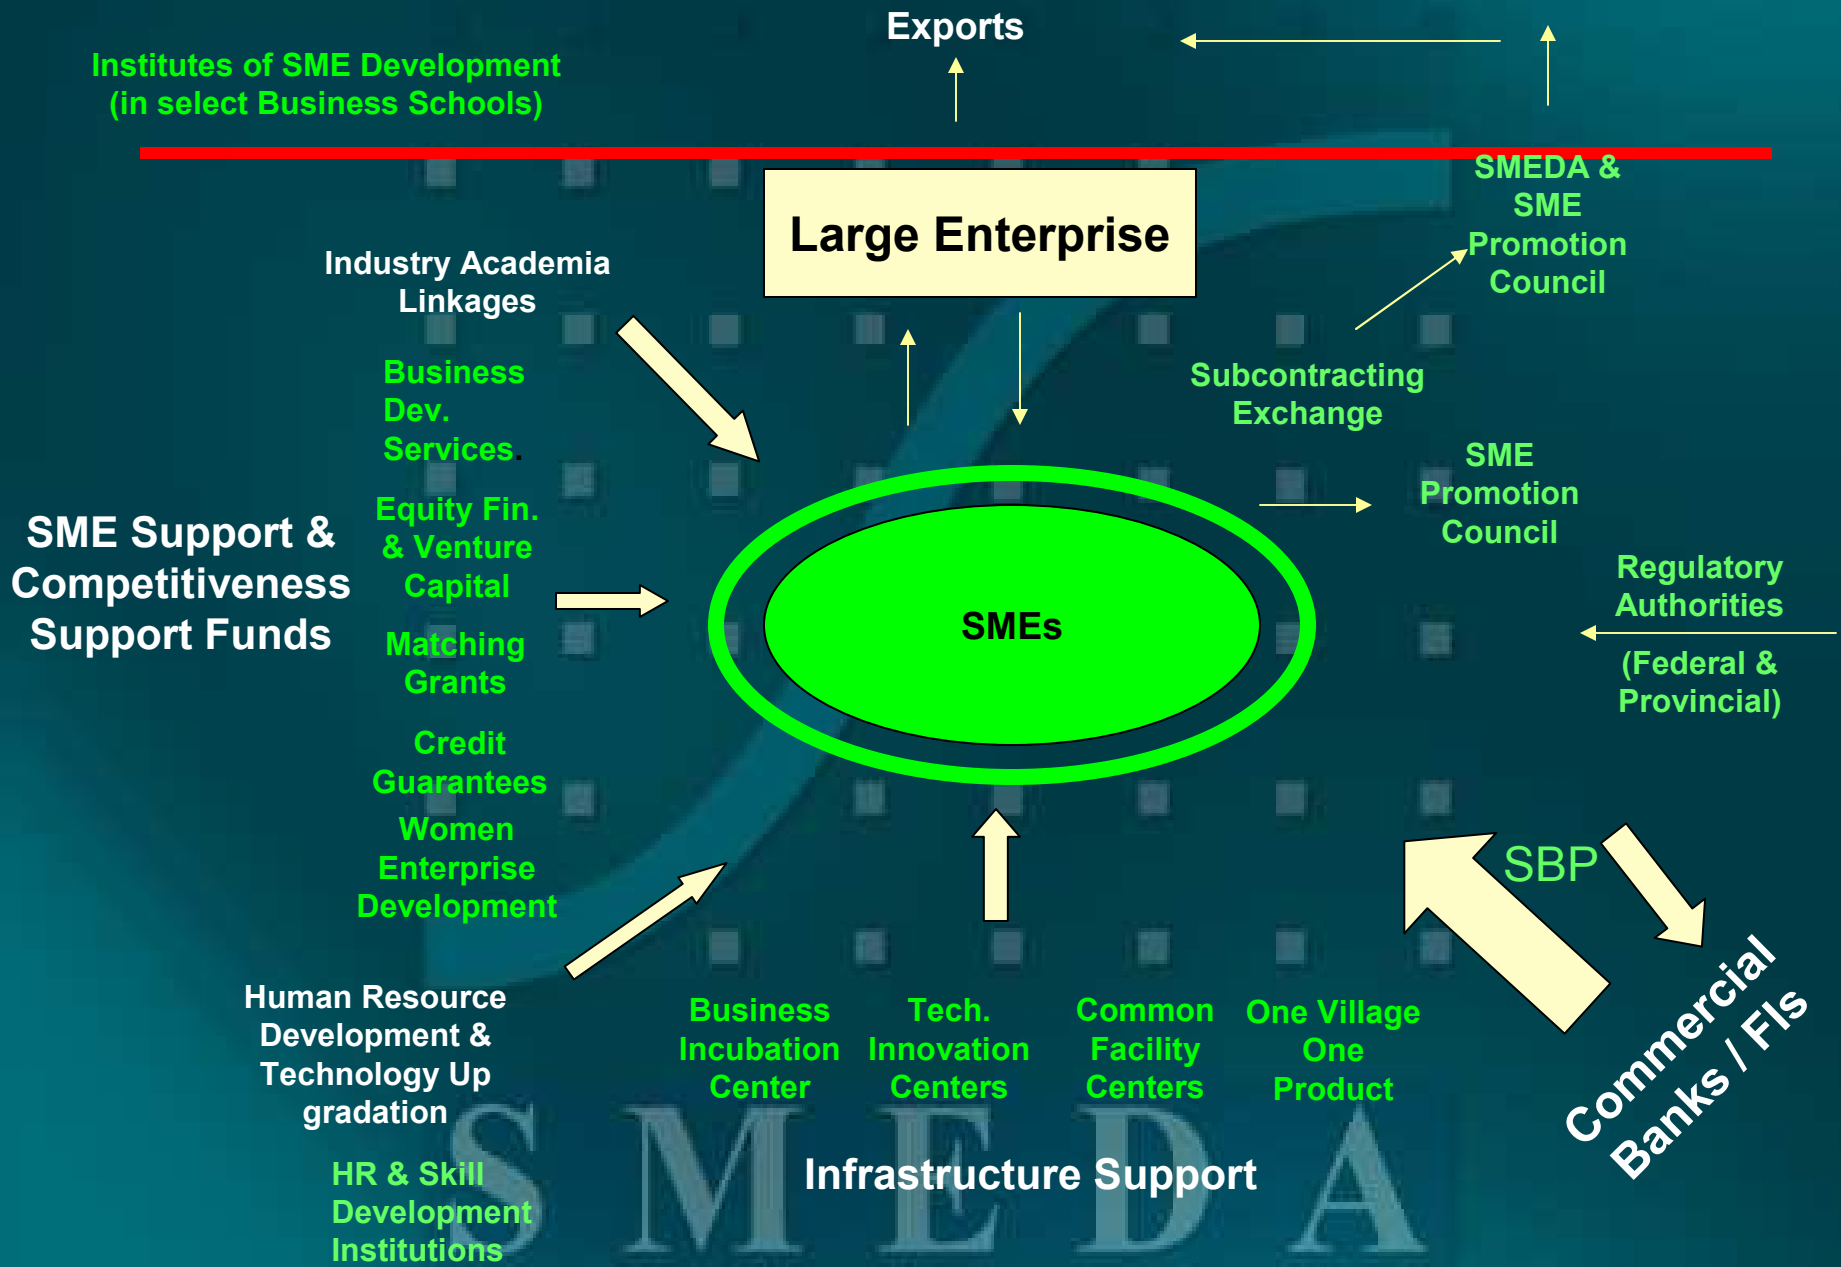 Exports
Institutes of SME Development
(in select Business Schools)
Large Enterprise
SMEDA &
SME
Promotion
Council
Industry Academia
Linkages
Subcontracting
Exchange
Business
Dev.
Services.
SME
Promotion
Council
SME Support &
Competitiveness
Support Funds
Equity Fin.
& Venture
Capital
SMEs
Regulatory
Authorities
(Federal &
Provincial)
Matching
Grants
Credit
Guarantees
Women
Enterprise
Development
SBP
Commercial
Banks / FIs
Human Resource
Development &
Technology Up
gradation
Business
Incubation
Center
Tech.
Innovation
Centers
Common
Facility
Centers
One Village
One
Product
HR & Skill
Development
Institutions
Infrastructure Support
SMEDA